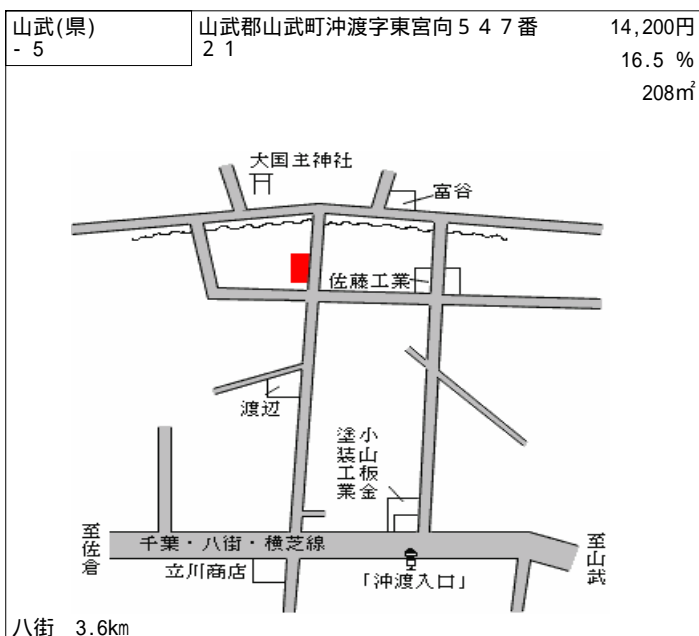 山武(県)
- 5
山武郡山武町沖渡字東宮向５４７番
２１
14,200円
16.5 %
208㎡
大国主神社
富谷
佐藤工業
渡辺
小山板金
塗装工業
至佐倉
千葉・八街・横芝線
至山武
立川商店
「沖渡入口」
八街 3.6km